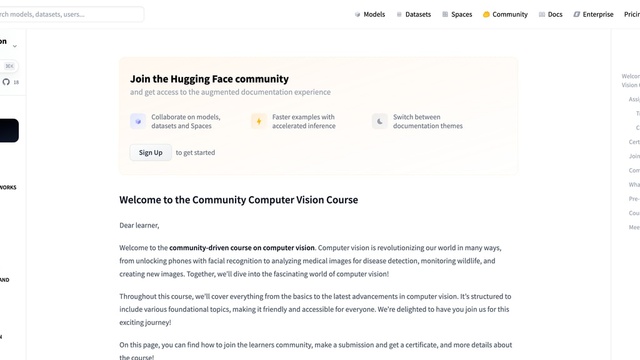 rch models, datasets, users...
Models
Datasets
Spaces
Community
Docs
Enterprise
Pricin
on
⌘K
18
WORKS
AND
N
Join the Hugging Face community
and get access to the augmented documentation experience
Collaborate on models,
datasets and Spaces
Faster examples with
accelerated inference
Switch between
documentation themes
Sign Up to get started
Welcome to the Community Computer Vision Course
Dear learner,
Welcome to the community-driven course on computer vision. Computer vision is revolutionizing our world in many ways,
from unlocking phones with facial recognition to analyzing medical images for disease detection, monitoring wildlife, and
creating new images. Together, we'll dive into the fascinating world of computer vision!
Throughout this course, we'll cover everything from the basics to the latest advancements in computer vision. It's structured to
include various foundational topics, making it friendly and accessible for everyone. We're delighted to have you join us for this
exciting journey!
On this page, you can find how to join the learners community, make a submission and get a certificate, and more details about
the course!
Welcor
Vision C
Assi
T
C
Certi
Join
Com
Wha
Pre-
Cou
Mee